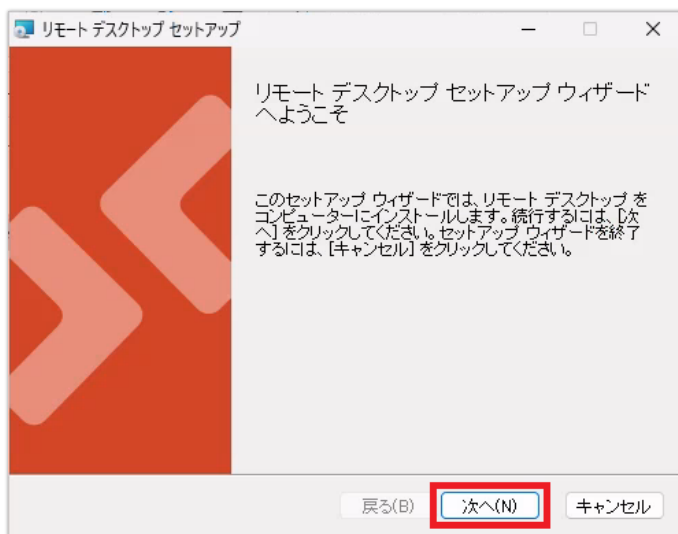 リモート デスクトップ セットアップ
リモート デスクトップ セットアップ ウィザード
へようこそ
このセットアップ ウィザードでは、リモート デスクトップ を
コンピューターにインストールします。続行するには、[次
へ] をクリックしてください。セットアップ ウィザードを終了
するには、[キャンセル] をクリックしてください。
戻る(B) 次へ(N) キャンセル